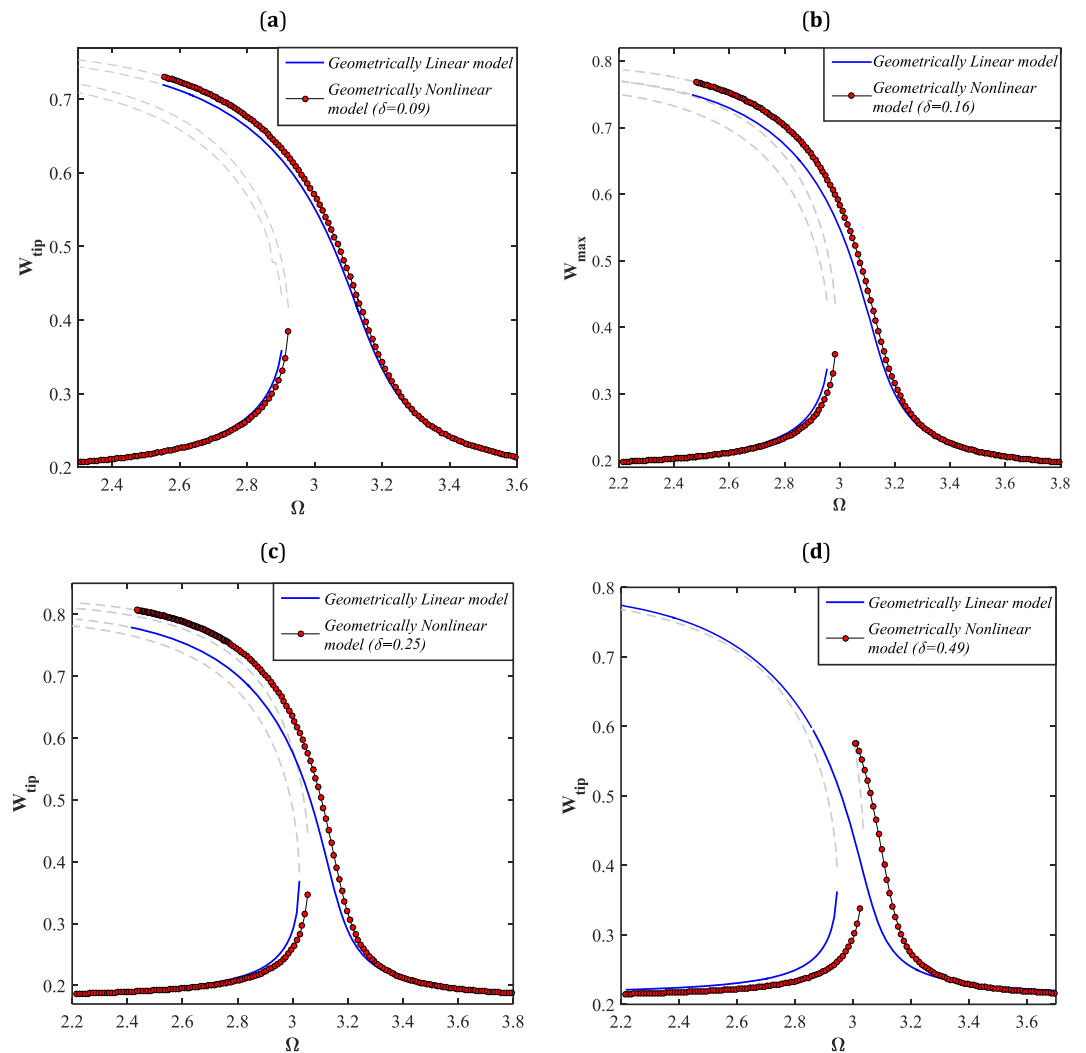 (a)
Geometrically Linear model
Geometrically Nonlinear
model (δ=0.09)
0.7
0.6
0.5
0.4
0.3
0.2
W_tip
2.4 2.6 2.8 3 3.2 3.4 3.6
Ω
(b)
Geometrically Linear model
Geometrically Nonlinear
model (δ=0.16)
0.8
0.7
0.6
0.5
0.4
0.3
0.2
W_max
2.2 2.4 2.6 2.8 3 3.2 3.4 3.6 3.8
Ω
(c)
Geometrically Linear model
Geometrically Nonlinear
model (δ=0.25)
0.8
0.7
0.6
0.5
0.4
0.3
0.2
W_tip
2.2 2.4 2.6 2.8 3 3.2 3.4 3.6 3.8
Ω
(d)
Geometrically Linear model
Geometrically Nonlinear
model (δ=0.49)
0.8
0.7
0.6
0.5
0.4
0.3
0.2
W_tip
2.2 2.4 2.6 2.8 3 3.2 3.4 3.6
Ω